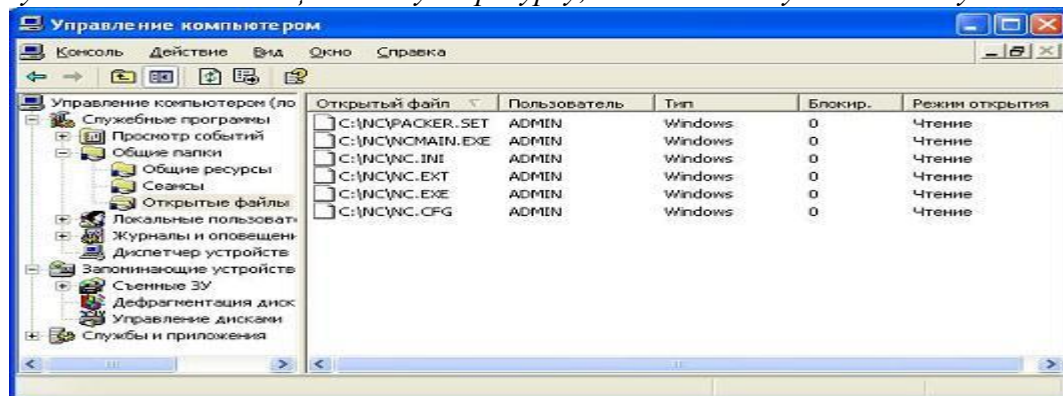 Управление компьютером
Консоль Действие Вид Окно Справка
Управление компьютером (ло
Служебные программы
Просмотр событий
Общие папки
Общие ресурсы
Сеансы
Открытые файлы
Локальные пользоват
Журналы и оповещен
Диспетчер устройств
Запоминающие устройств
Съемные ЗУ
Дефрагментация диск
Управление дисками
Службы и приложения
Открытый файл Пользователь Тип Блокир. Режим открытия
C:\NC\PACKER.SET ADMIN Windows 0 Чтение
C:\NC\NCMAIN.EXE ADMIN Windows 0 Чтение
C:\NC\NC.INI ADMIN Windows 0 Чтение
C:\NC\NC.EXT ADMIN Windows 0 Чтение
C:\NC\NC.EXE ADMIN Windows 0 Чтение
C:\NC\NC.CFG ADMIN Windows 0 Чтение